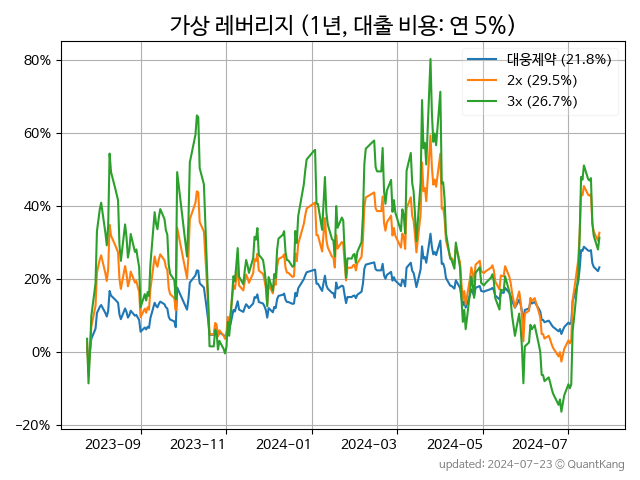 가상 레버리지 (1년, 대출 비용: 연 5%)
80%
60%
40%
20%
0%
−20%
대웅제약 (21.8%)
2x (29.5%)
3x (26.7%)
2023-09
2023-11
2024-01
2024-03
2024-05
2024-07
updated: 2024-07-23 © QuantKang